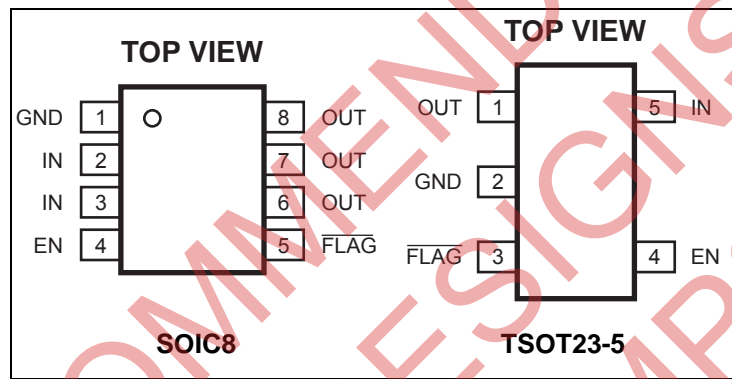 TOP VIEW
GND 1 8 OUT
IN 2 7 OUT
IN 3 6 OUT
EN 4 5 FLAG
SOIC8
TOP VIEW
OUT 1 5 IN
GND 2
FLAG 3 4 EN
TSOT23-5